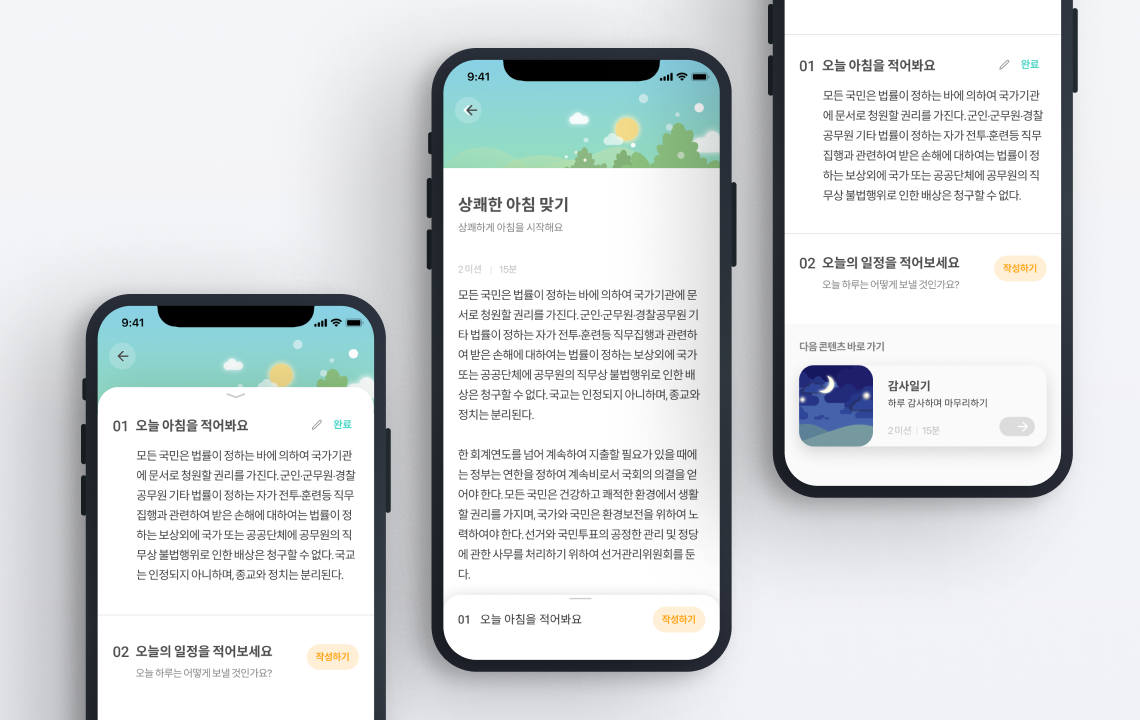 9:41
01 오늘 아침을 적어봐요
완료
모든 국민은 법률이 정하는 바에 의하여 국가기관
에 문서로 청원할 권리를 가진다. 군인·군무원·경찰
공무원 기타 법률이 정하는 자가 전투·훈련등 직무
집행과 관련하여 받은 손해에 대하여는 법률이 정
하는 보상외에 국가 또는 공공단체에 공무원의 직
무상 불법행위로 인한 배상은 청구할 수 없다. 국교
는 인정되지 아니하며, 종교와 정치는 분리된다.
02 오늘의 일정을 적어보세요
작성하기
오늘 하루는 어떻게 보낼 것인가요?
9:41
상쾌한 아침 맞기
상쾌하게 아침을 시작해요
2미션 | 15분
모든 국민은 법률이 정하는 바에 의하여 국가기관에 문
서로 청원할 권리를 가진다. 군인·군무원·경찰공무원 기
타 법률이 정하는 자가 전투·훈련등 직무집행과 관련하
여 받은 손해에 대하여는 법률이 정하는 보상외에 국가
또는 공공단체에 공무원의 직무상 불법행위로 인한 배
상은 청구할 수 없다. 국교는 인정되지 아니하며, 종교와
정치는 분리된다.
한 회계연도를 넘어 계속하여 지출할 필요가 있을 때에
는 정부는 연한을 정하여 계속비로서 국회의 의결을 얻
어야 한다. 모든 국민은 건강하고 쾌적한 환경에서 생활
할 권리를 가지며, 국가와 국민은 환경보전을 위하여 노
력하여야 한다. 선거와 국민투표의 공정한 관리 및 정당
에 관한 사무를 처리하기 위하여 선거관리위원회를 둔
다.
01 오늘 아침을 적어봐요
작성하기
01 오늘 아침을 적어봐요
완료
모든 국민은 법률이 정하는 바에 의하여 국가기관
에 문서로 청원할 권리를 가진다. 군인·군무원·경찰
공무원 기타 법률이 정하는 자가 전투·훈련등 직무
집행과 관련하여 받은 손해에 대하여는 법률이 정
하는 보상외에 국가 또는 공공단체에 공무원의 직
무상 불법행위로 인한 배상은 청구할 수 없다.
02 오늘의 일정을 적어보세요
작성하기
오늘 하루는 어떻게 보낼 것인가요?
다음 콘텐츠 바로 가기
감사일기
하루 감사하며 마무리하기
2미션 | 15분